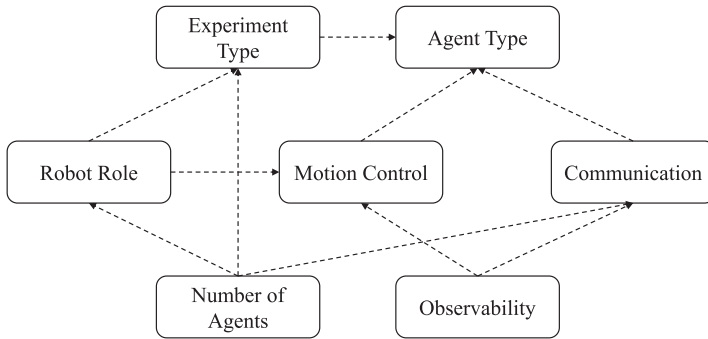 Experiment
Type
Agent Type
Robot Role
Motion Control
Communication
Number of
Agents
Observability